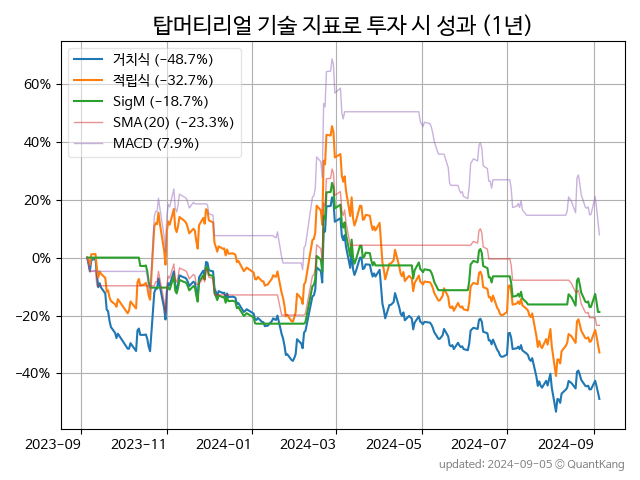 탑머티리얼 기술 지표로 투자 시 성과 (1년)
거치식 (−48.7%)
적립식 (−32.7%)
SigM (−18.7%)
SMA(20) (−23.3%)
MACD (7.9%)
60%
40%
20%
0%
−20%
−40%
2023-09 2023-11 2024-01 2024-03 2024-05 2024-07 2024-09
updated: 2024-09-05 © QuantKang